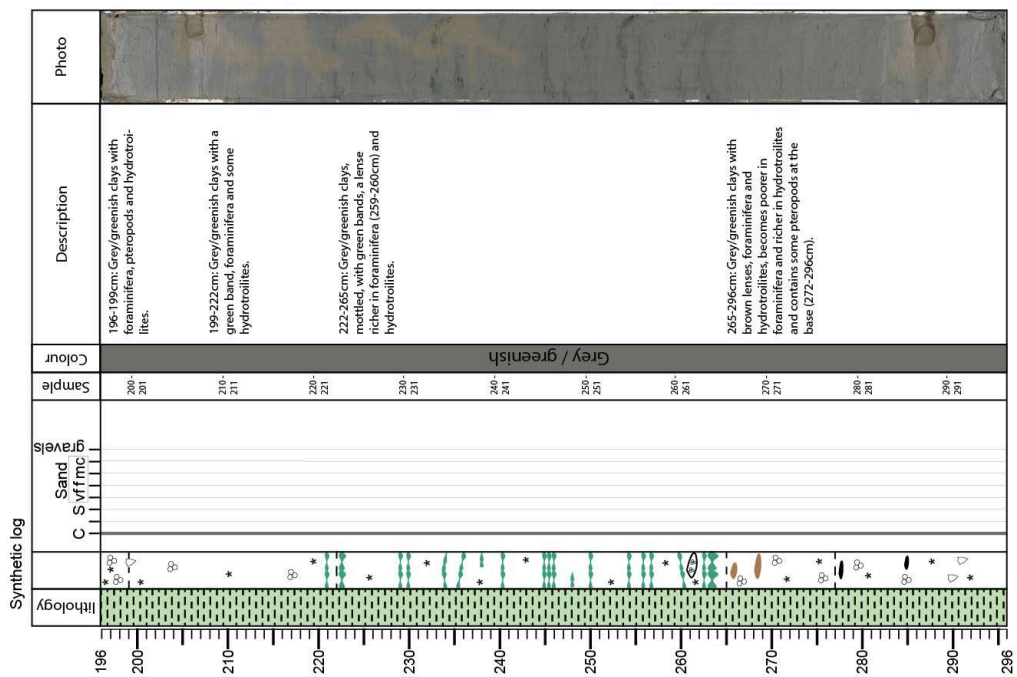 Synthetic log
Photo
Description
Colour
Sample
gravels
Sand
C S vf f m c
lithology
196-199cm: Grey/greenish clays with
foraminifera, pteropods and hydrotroi-
lites.
199-222cm: Grey/greenish clays with a
green band, foraminifera and some
hydrotroilites.
222-265cm: Grey/greenish clays,
mottled, with green bands, a lense
richer in foraminifera (259-260cm) and
hydrotroilites.
265-296cm: Grey/greenish clays with
brown lenses, foraminifera and
hydrotroilites, becomes poorer in
foraminifera and richer in hydrotroilites
and contains some pteropods at the
base (272-296cm).
Grey / greenish
200-
201
210-
211
220-
221
230-
231
240-
241
250-
251
260-
261
270-
271
280-
281
290-
291
196
200
210
220
230
240
252
260
270
280
290
296